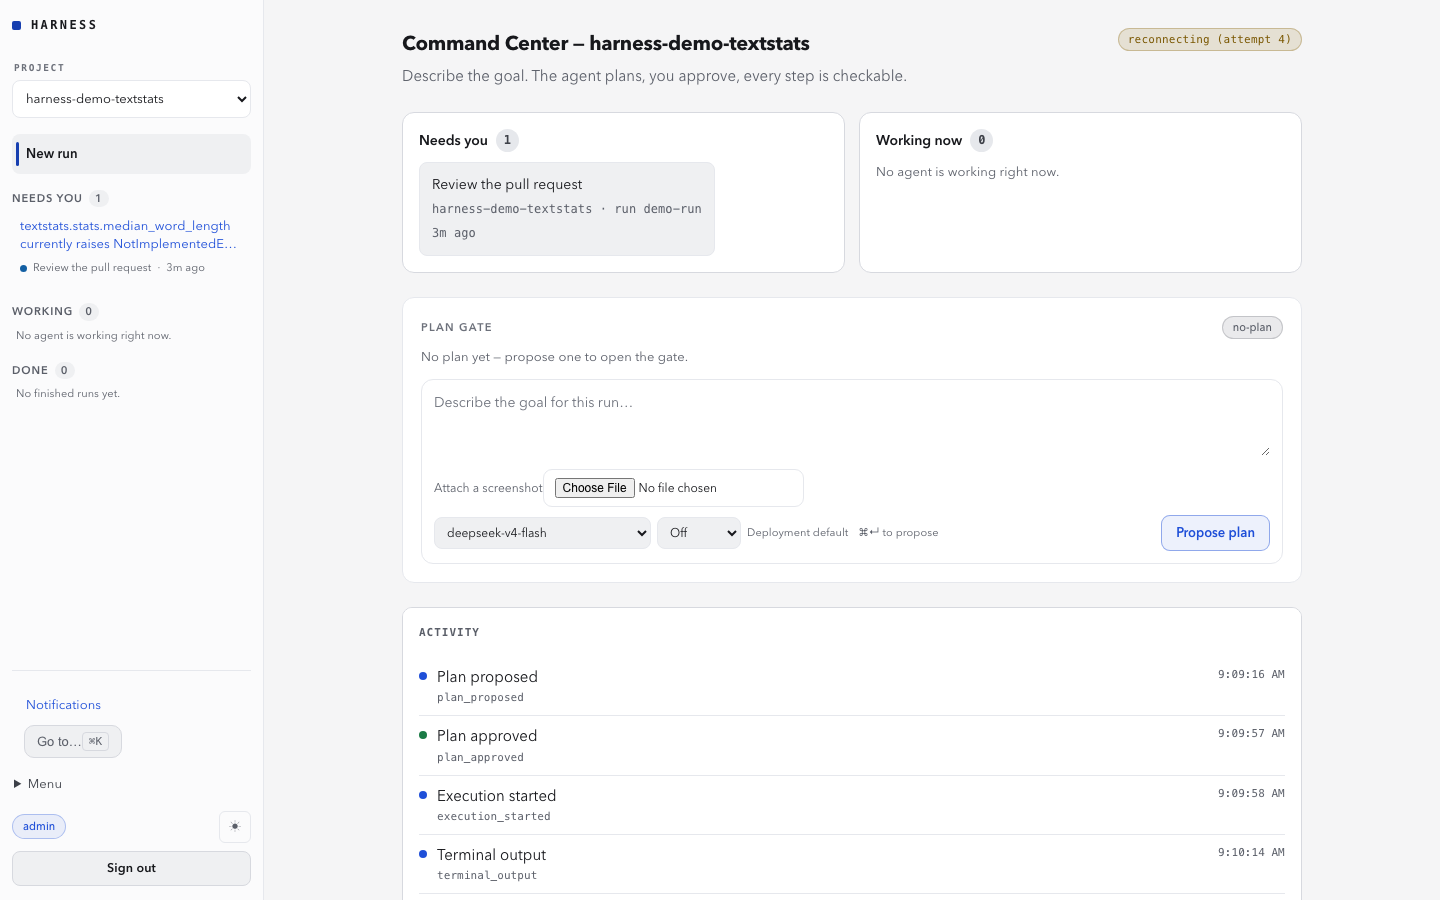 HARNESS
PROJECT
harness-demo-textstats
New run
NEEDS YOU 1
textstats.stats.median_word_length
currently raises NotImplementedE…
Review the pull request · 3m ago
WORKING 0
No agent is working right now.
DONE 0
No finished runs yet.
Notifications
Go to… ⌘K
Menu
admin
Sign out
Command Center – harness-demo-textstats
reconnecting (attempt 4)
Describe the goal. The agent plans, you approve, every step is checkable.
Needs you 1
Review the pull request
harness-demo-textstats · run demo-run
3m ago
Working now 0
No agent is working right now.
PLAN GATE
no-plan
No plan yet – propose one to open the gate.
Describe the goal for this run…
Attach a screenshot Choose File No file chosen
deepseek-v4-flash Off Deployment default ⌘↵ to propose Propose plan
ACTIVITY
Plan proposed 9:09:16 AM
plan_proposed
Plan approved 9:09:57 AM
plan_approved
Execution started 9:09:58 AM
execution_started
Terminal output 9:10:14 AM
terminal_output